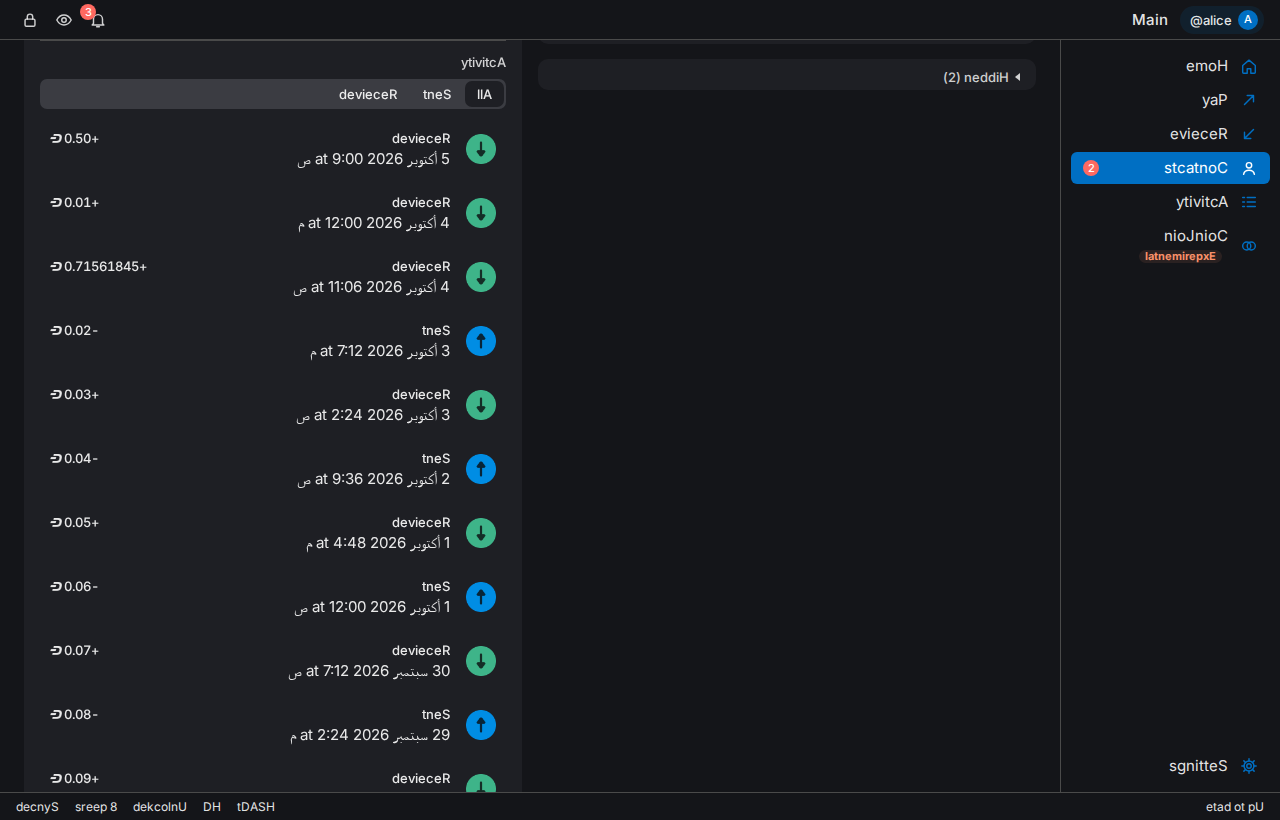 Main
@alice
A
3
emoH
yaP
evieceR
stcatnoC
2
ytivitcA
nioJnioC
latnemirepxE
sgnitteS
(2) neddiH
ytivitcA
llA
tneS
devieceR
devieceR
0.50+
5 أكتوبر 2026 at 9:00 ص
devieceR
0.01+
4 أكتوبر 2026 at 12:00 م
devieceR
0.71561845+
4 أكتوبر 2026 at 11:06 ص
tneS
0.02-
3 أكتوبر 2026 at 7:12 م
devieceR
0.03+
3 أكتوبر 2026 at 2:24 ص
tneS
0.04-
2 أكتوبر 2026 at 9:36 ص
devieceR
0.05+
1 أكتوبر 2026 at 4:48 م
tneS
0.06-
1 أكتوبر 2026 at 12:00 ص
devieceR
0.07+
30 سبتمبر 2026 at 7:12 ص
tneS
0.08-
29 سبتمبر 2026 at 2:24 م
devieceR
0.09+
etad ot pU
tDASH
DH
dekcolnU
sreep 8
decnyS